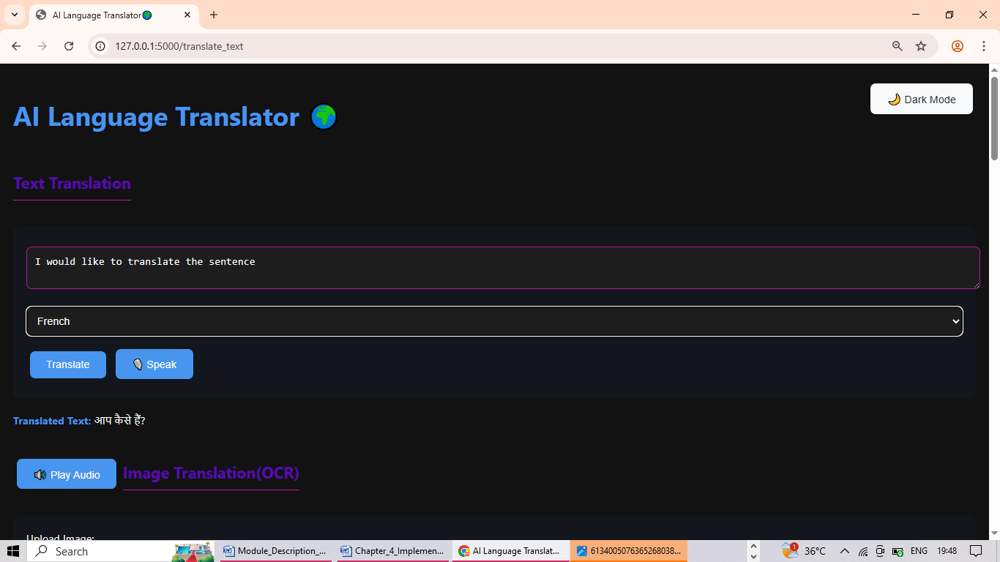 AI Language Translator
127.0.0.1:5000/translate_text
AI Language Translator
Dark Mode
Text Translation
I would like to translate the sentence
French
Translate
Speak
Translated Text: आप कैसे हैं?
Play Audio
Image Translation(OCR)
Upload Image:
Search
Module_Description_...
Chapter_4_Implemen...
AI Language Translat...
6134005076365268038...
1
36°C
ENG
19:48